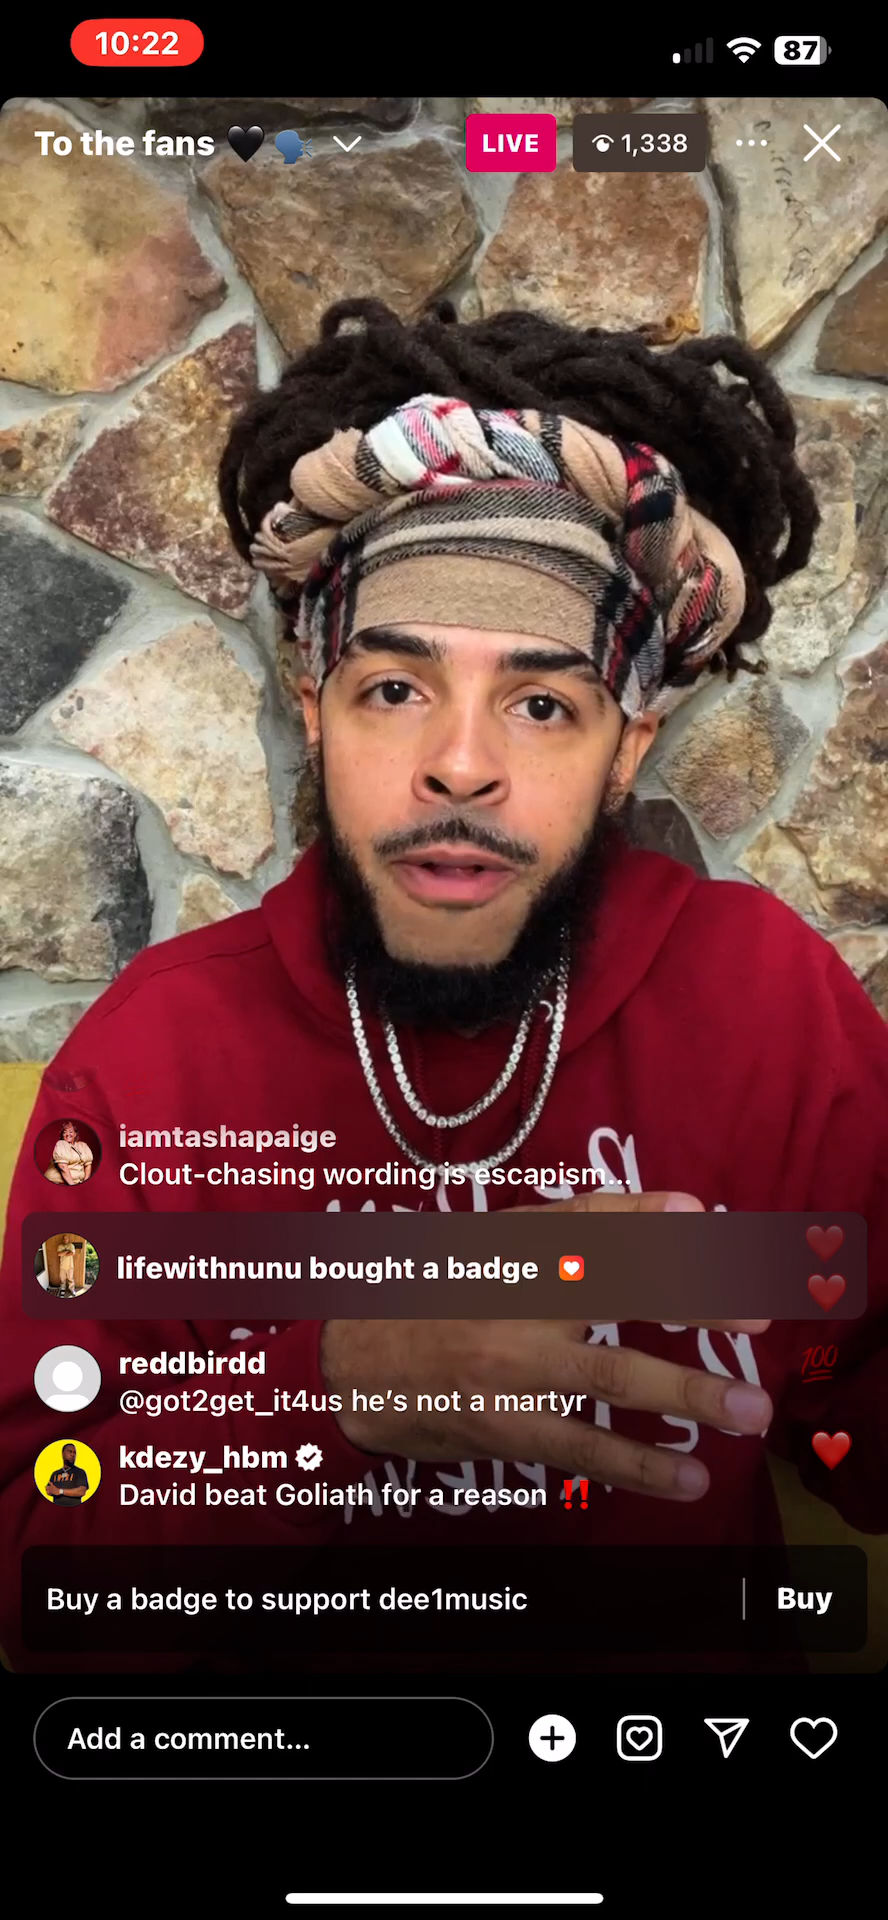 10:22
87
To the fans 🖤 🗣️
LIVE
1,338
iamtashapaige
Clout-chasing wording is escapism...
lifewithnunu bought a badge
reddbirdd
@got2get_it4us he’s not a martyr
💯
kdezy_hbm
David beat Goliath for a reason ‼️
Buy a badge to support dee1music
Buy
Add a comment...